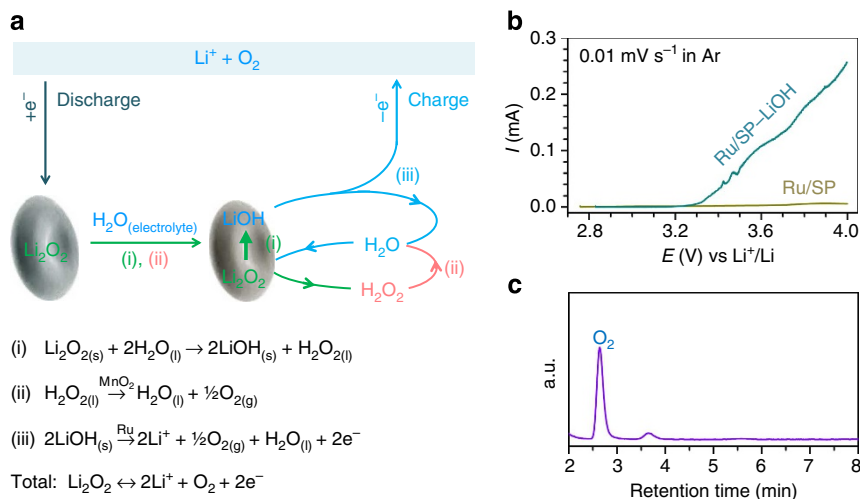 a
Li⁺ + O₂
+e⁻
Discharge
−e⁻
Charge
(iii)
Li₂O₂
H₂O(electrolyte)
(i), (ii)
LiOH
(i)
Li₂O₂
H₂O
(ii)
H₂O₂
(i) Li₂O₂(s) + 2H₂O(l) → 2LiOH(s) + H₂O₂(l)
MnO₂
(ii) H₂O₂(l) → H₂O(l) + ½O₂(g)
Ru
(iii) 2LiOH(s) → 2Li⁺ + ½O₂(g) + H₂O(l) + 2e⁻
Total: Li₂O₂ ↔ 2Li⁺ + O₂ + 2e⁻
b
0.01 mV s⁻¹ in Ar
0.3
0.2
0.1
0.0
I (mA)
Ru/SP–LiOH
Ru/SP
2.8 3.2 3.6 4.0
E (V) vs Li⁺/Li
c
O₂
a.u.
2 3 4 5 6 7 8
Retention time (min)